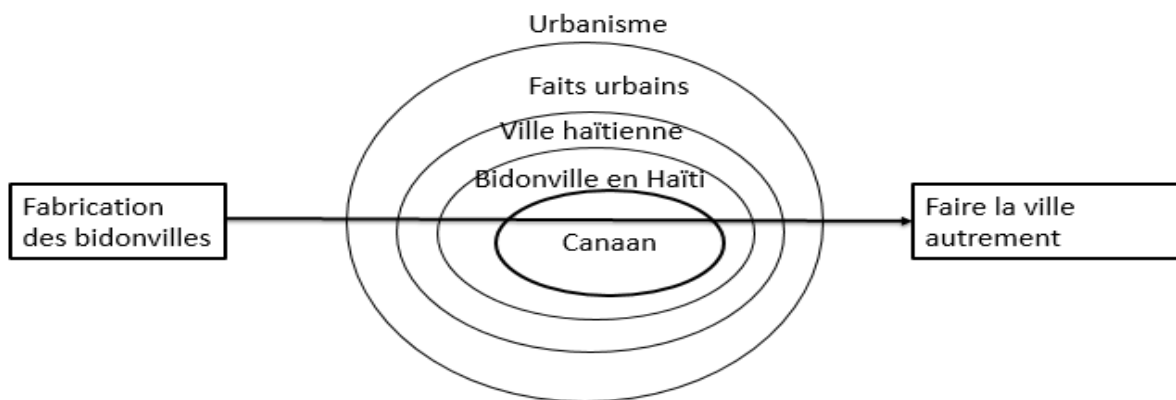 Urbanisme
Faits urbains
Ville haïtienne
Bidonville en Haïti
Fabrication
des bidonvilles
Canaan
Faire la ville
autrement